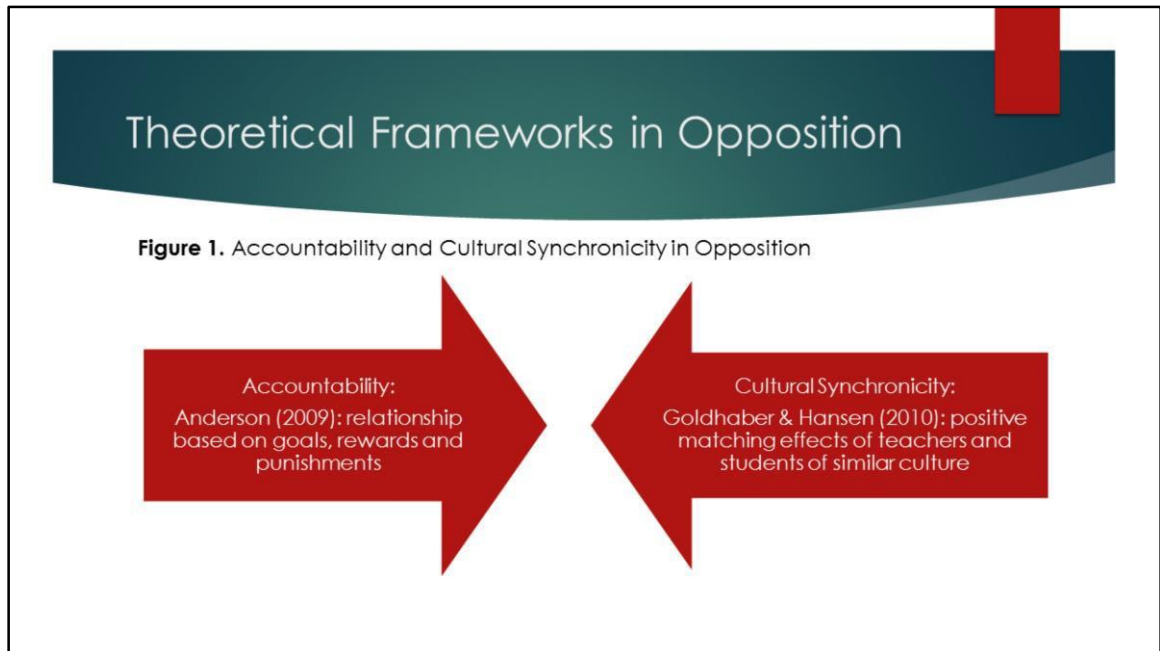 Theoretical Frameworks in Opposition
Figure 1. Accountability and Cultural Synchronicity in Opposition
Accountability:
Anderson (2009): relationship
based on goals, rewards and
punishments
Cultural Synchronicity:
Goldhaber & Hansen (2010): positive
matching effects of teachers and
students of similar culture